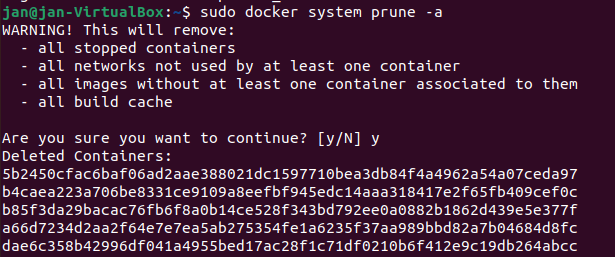 jan@jan-VirtualBox:~$ sudo docker system prune -a
WARNING! This will remove:
  - all stopped containers
  - all networks not used by at least one container
  - all images without at least one container associated to them
  - all build cache

Are you sure you want to continue? [y/N] y
Deleted Containers:
5b2450cfac6baf06ad2aae388021dc1597710bea3db84f4a4962a54a07ceda97
b4caea223a706be8331ce9109a8eefbf945edc14aaa318417e2f65fb409cef0c
b85f3da29bacac76fb6f8a0b14ce528f343bd792ee0a0882b1862d439e5e377f
a66d7234d2aa2f64e7e7ea5ab275354fe1a6235f37aa989bbd82a7b04684d8fc
dae6c358b42996df041a4955bed17ac28f1c71df0210b6f412e9c19db264abcc